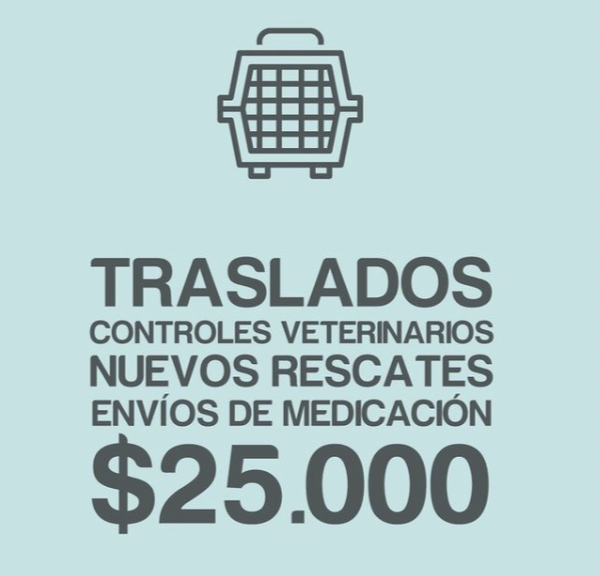 TRASLADOS
CONTROLES VETERINARIOS
NUEVOS RESCATES
ENVÍOS DE MEDICACIÓN
$25.000